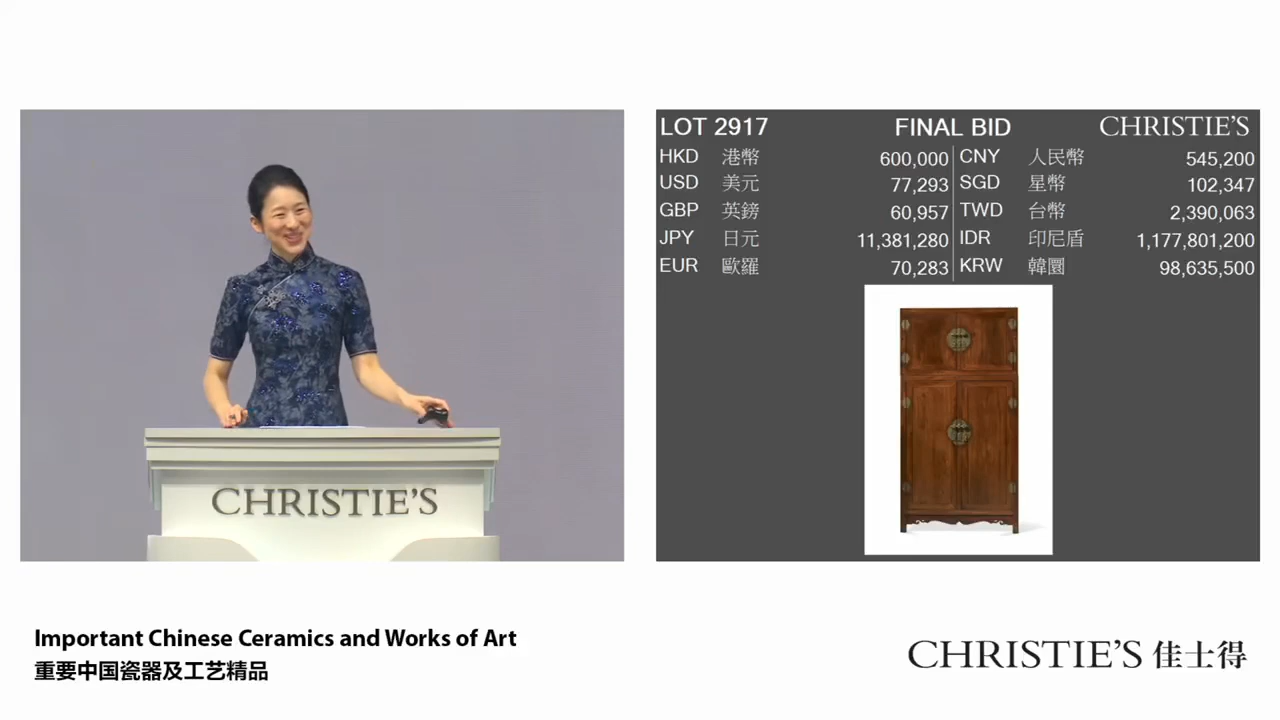 CHRISTIE'S
LOT 2917 FINAL BID CHRISTIE'S
HKD 港幣 600,000 CNY 人民幣 545,200
USD 美元 77,293 SGD 星幣 102,347
GBP 英鎊 60,957 TWD 台幣 2,390,063
JPY 日元 11,381,280 IDR 印尼盾 1,177,801,200
EUR 歐羅 70,283 KRW 韓圜 98,635,500
Important Chinese Ceramics and Works of Art
重要中国瓷器及工艺精品
CHRISTIE'S 佳士得